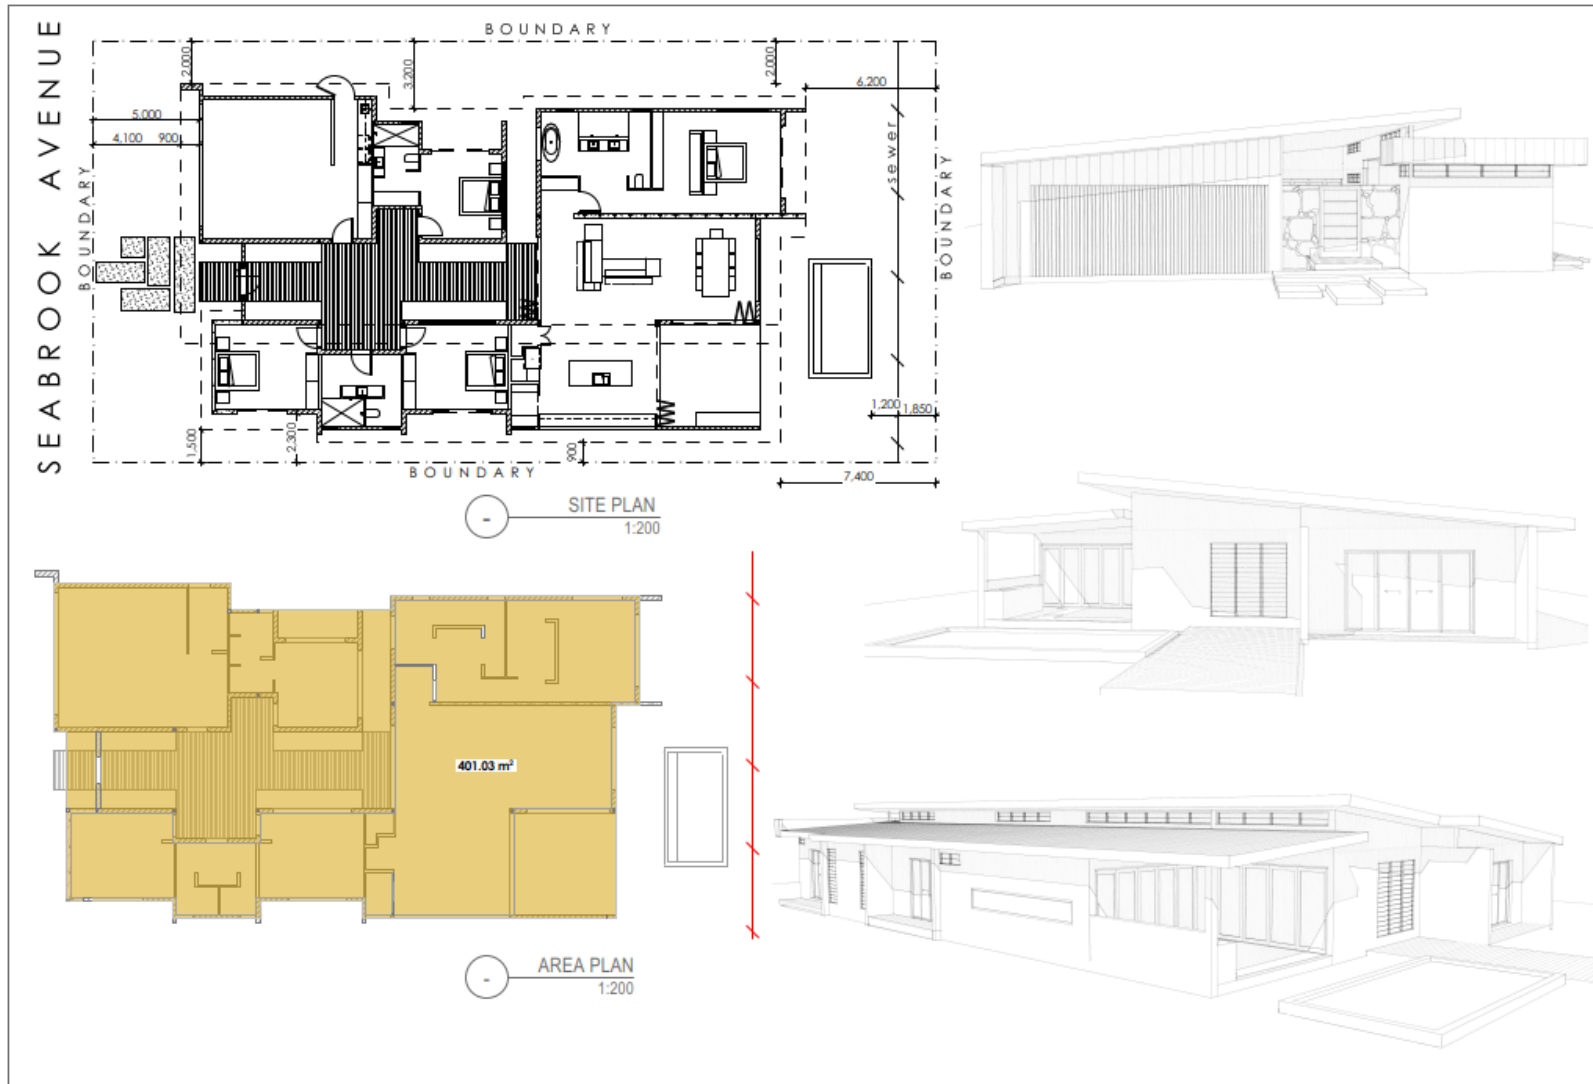 SEABROOK AVENUE
BOUNDARY
2,000
3,200
2,000
6,200
5,000
4,100 900
sewer
BOUNDARY
BOUNDARY
1,200 1,850
1,500
2,300
900
BOUNDARY
7,400
-
SITE PLAN
1:200
401.03 m²
-
AREA PLAN
1:200